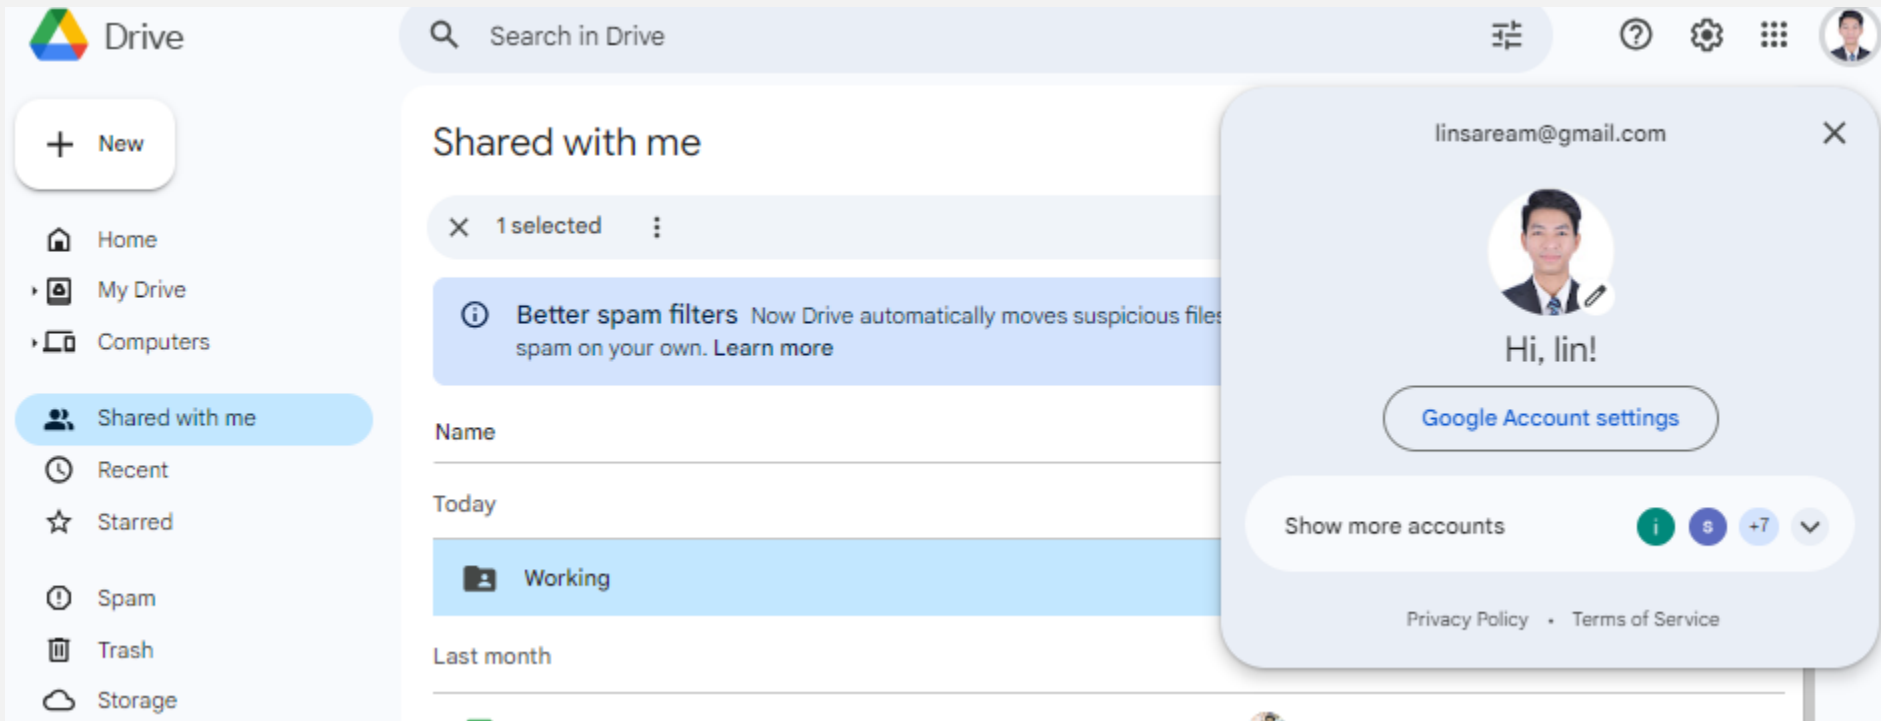 Drive
Search in Drive
New
Home
My Drive
Computers
Shared with me
Recent
Starred
Spam
Trash
Storage
Shared with me
1 selected
Better spam filters Now Drive automatically moves suspicious files
spam on your own. Learn more
Name
Today
Working
Last month
linsaream@gmail.com
Hi, lin!
Google Account settings
Show more accounts i s +7
Privacy Policy • Terms of Service